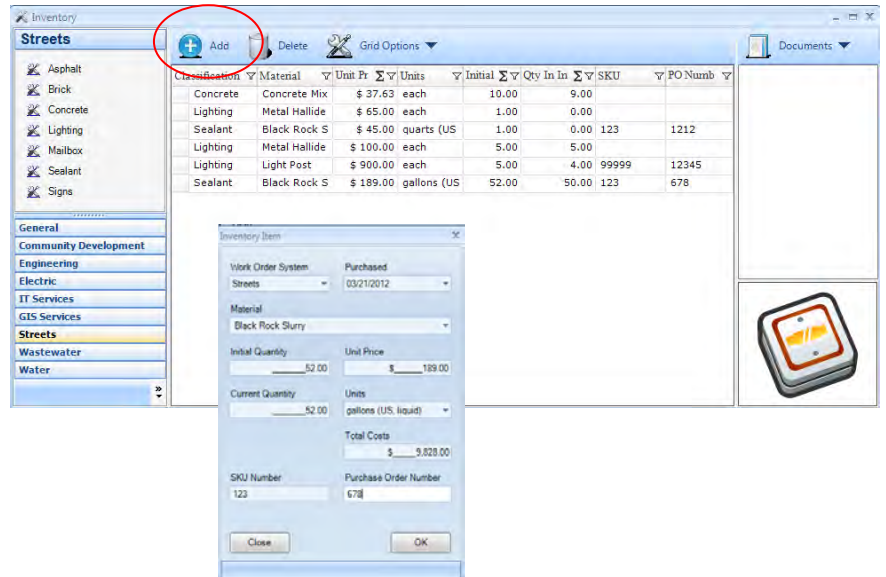 Inventory
Streets
Add Delete Grid Options Documents
Asphalt
Brick
Concrete
Lighting
Mailbox
Sealant
Signs
General
Community Development
Engineering
Electric
IT Services
GIS Services
Streets
Wastewater
Water
Classification Material Unit Pr Σ Units Initial Σ Qty In In Σ SKU PO Numb
Concrete Concrete Mix $ 37.63 each 10.00 9.00
Lighting Metal Hallide $ 65.00 each 1.00 0.00
Sealant Black Rock S $ 45.00 quarts (US 1.00 0.00 123 1212
Lighting Metal Hallide $ 100.00 each 5.00 5.00
Lighting Light Post $ 900.00 each 5.00 4.00 99999 12345
Sealant Black Rock S $ 189.00 gallons (US 52.00 50.00 123 678
Inventory Item
Work Order System Purchased
Streets 03/21/2012
Material
Black Rock Slurry
Initial Quantity Unit Price
______52.00 $_____189.00
Current Quantity Units
______52.00 gallons (US, liquid)
Total Costs
$____9,828.00
SKU Number Purchase Order Number
123 678
Close OK